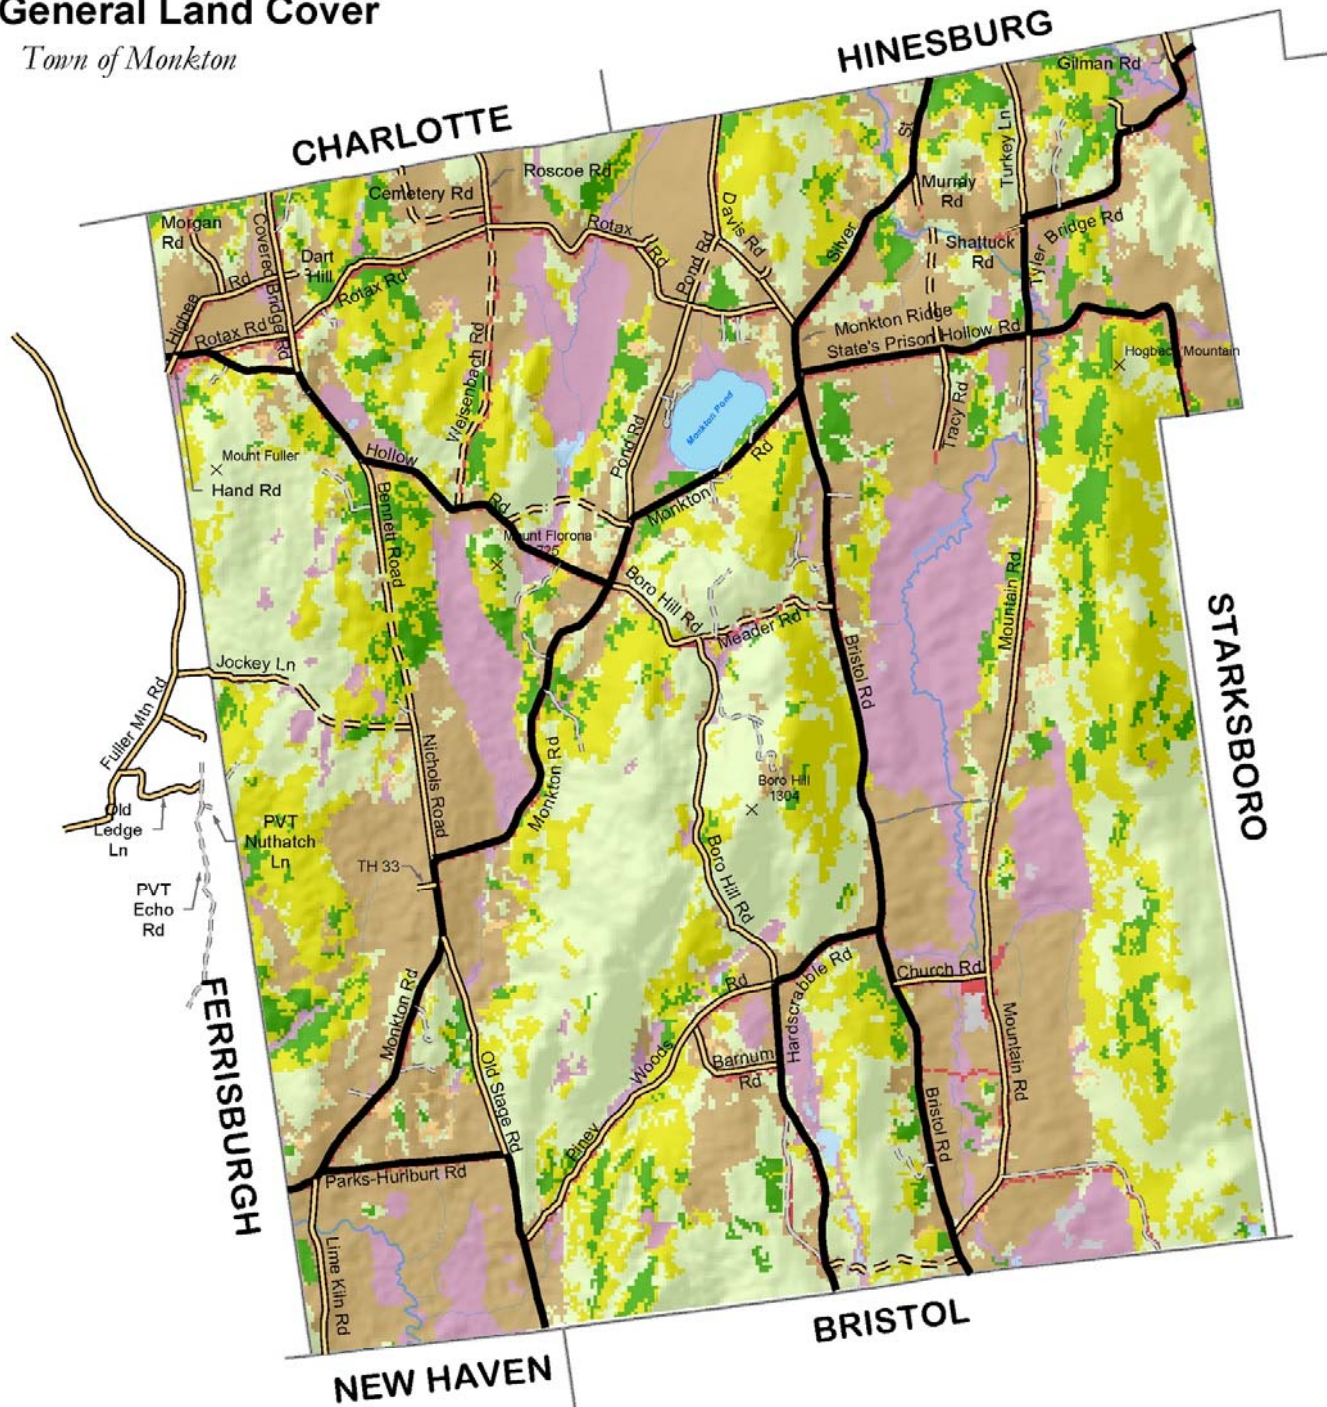 General Land Cover
Town of Monkton
HINESBURG
CHARLOTTE
Gilman Rd
St
Turkey Ln
Roscoe Rd
Cemetery Rd
Murray
Rd
Morgan
Rd
Covered Bridge Rd
Davis Rd
Rotax
Rd
Silver
Bridge Rd
Tyler
Shattuck
Rd
Dart
Hill
Rd
Pond Rd
Higbee
Rotax Rd
Rotax Rd
Monkton Ridge
State's Prison Hollow Rd
Weisenbach Rd
Hogback Mountain
Tracy Rd
Monkton Pond
Pond Rd
Mount Fuller
Hand Rd
Hollow
Rd
Rd
Monkton
Bennett Road
Mount Florona
725
Boro Hill Rd
Meader Rd
Mountain Rd
STARKSBORO
Bristol Rd
Jockey Ln
Fuller Mtn Rd
Nichols Road
Monkton Rd
Boro Hill
1304
Old
Ledge
Ln
PVT
Nuthatch
Ln
TH 33
PVT
Echo
Rd
Boro Hill Rd
Hardscrabble Rd
Church Rd
Rd
FERRISBURGH
Monkton Rd
Old Stage Rd
Woods
Barnum
Rd
Mountain Rd
Bristol Rd
Piney
Parks-Hurlburt Rd
Lime Kiln Rd
BRISTOL
NEW HAVEN